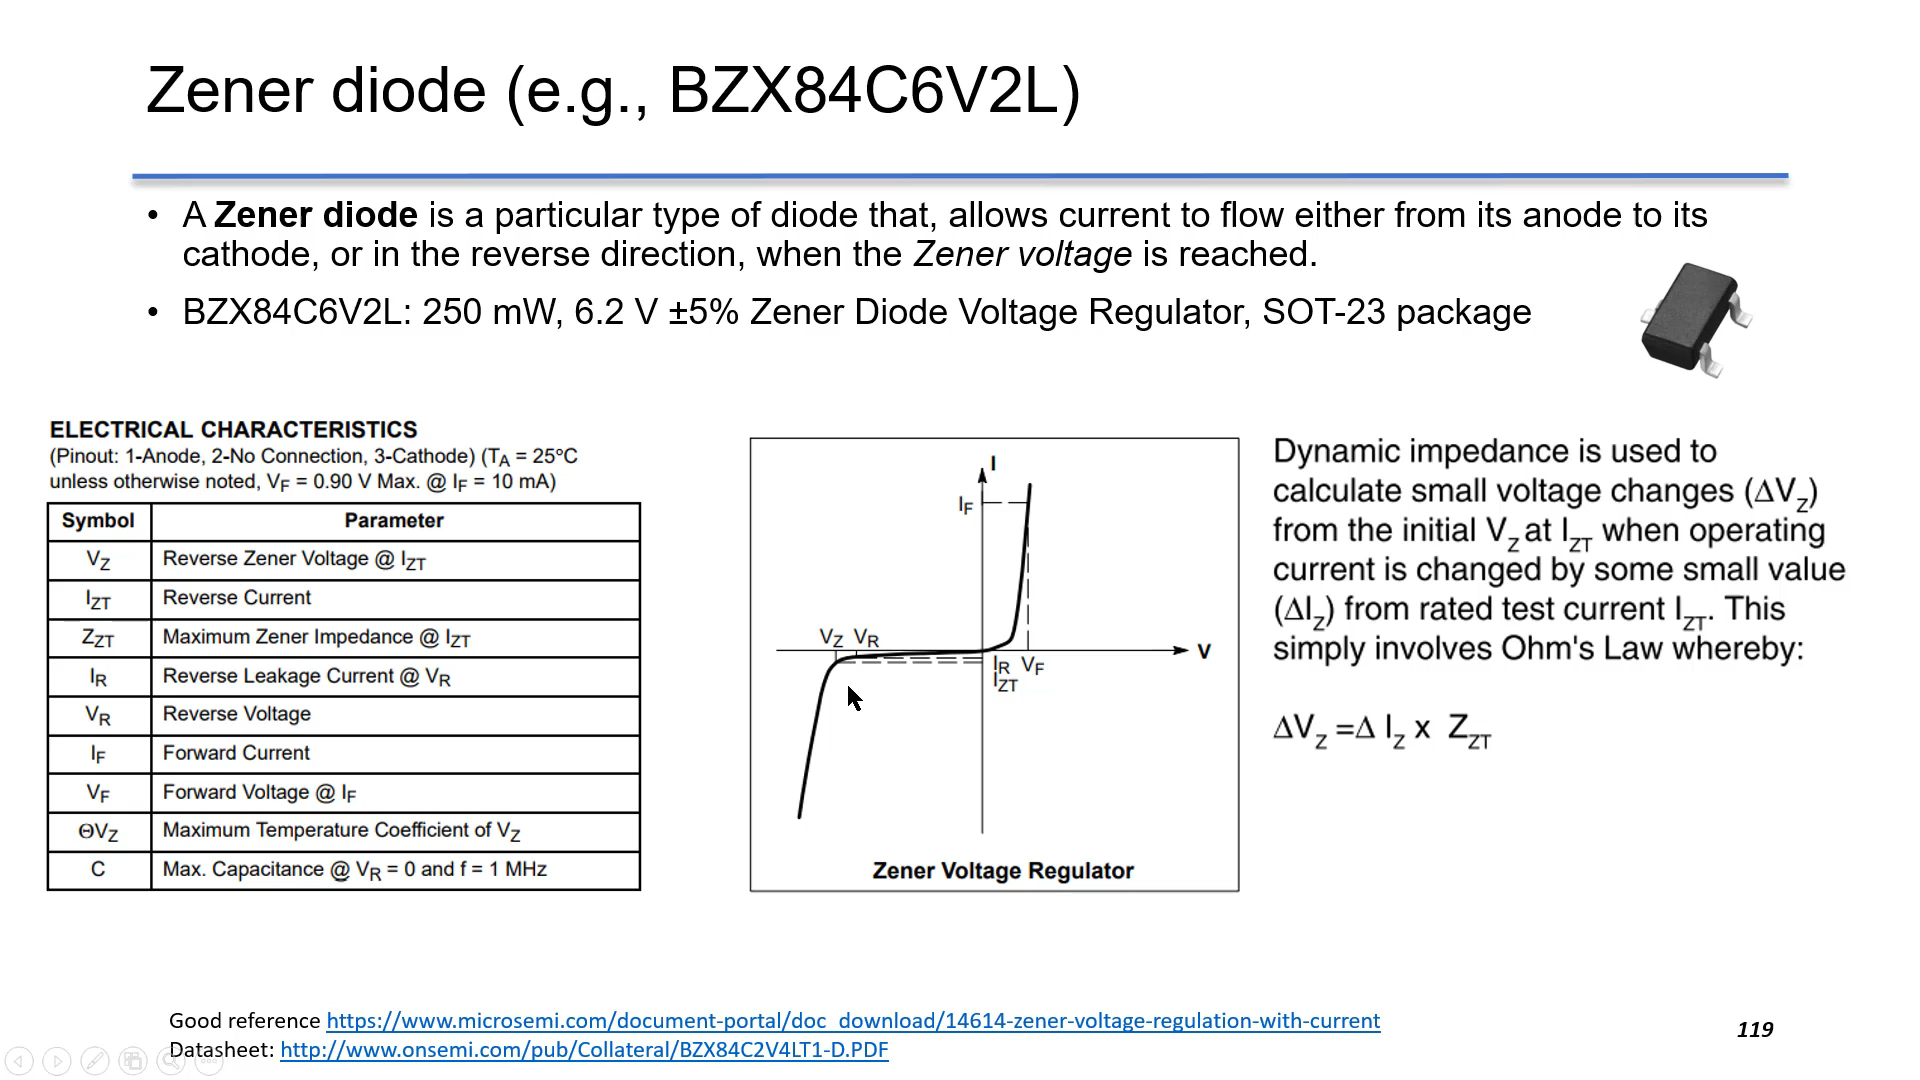 Zener diode (e.g., BZX84C6V2L)
• A Zener diode is a particular type of diode that, allows current to flow either from its anode to its
cathode, or in the reverse direction, when the Zener voltage is reached.
• BZX84C6V2L: 250 mW, 6.2 V ±5% Zener Diode Voltage Regulator, SOT-23 package
ELECTRICAL CHARACTERISTICS
(Pinout: 1-Anode, 2-No Connection, 3-Cathode) (TA = 25°C
unless otherwise noted, VF = 0.90 V Max. @ IF = 10 mA)
Symbol Parameter
VZ Reverse Zener Voltage @ IZT
IZT Reverse Current
ZZT Maximum Zener Impedance @ IZT
IR Reverse Leakage Current @ VR
VR Reverse Voltage
IF Forward Current
VF Forward Voltage @ IF
ΘVZ Maximum Temperature Coefficient of VZ
C Max. Capacitance @ VR = 0 and f = 1 MHz
I
IF
VZ VR
V
IR VF
IZT
Zener Voltage Regulator
Dynamic impedance is used to
calculate small voltage changes (ΔVZ)
from the initial VZ at IZT when operating
current is changed by some small value
(ΔIZ) from rated test current IZT. This
simply involves Ohm's Law whereby:
ΔVZ =Δ IZ x ZZT
Good reference https://www.microsemi.com/document-portal/doc_download/14614-zener-voltage-regulation-with-current
Datasheet: http://www.onsemi.com/pub/Collateral/BZX84C2V4LT1-D.PDF
119